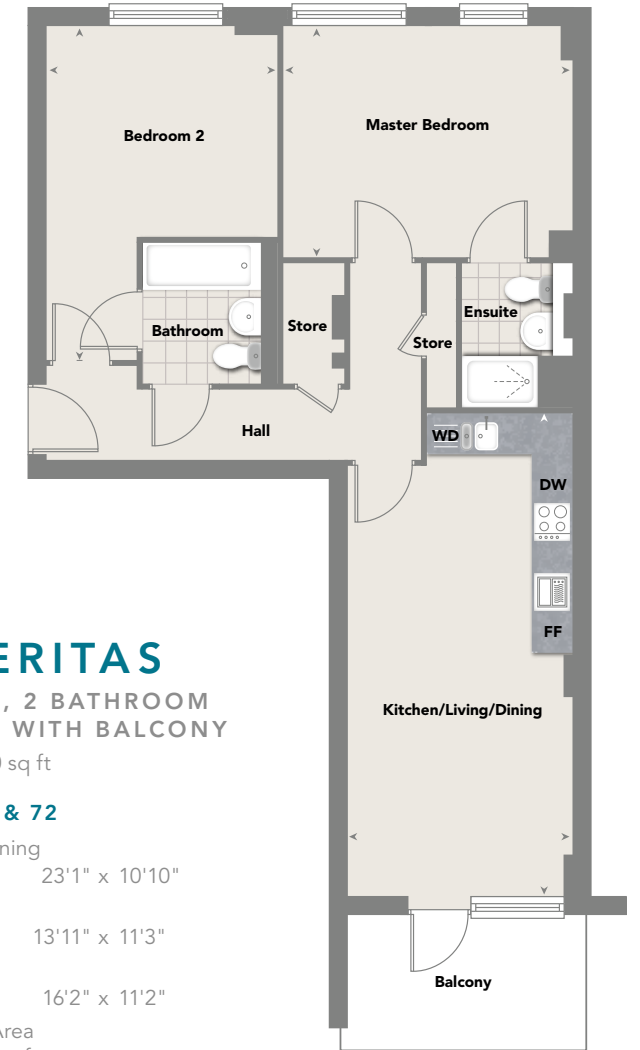 Bedroom 2
Master Bedroom
Bathroom
Store
Ensuite
Store
Hall
WD
DW
FF
Kitchen/Living/Dining
Balcony
ERITAS
, 2 BATHROOM
WITH BALCONY
sq ft
& 72
ning
23'1" x 10'10"
13'11" x 11'3"
16'2" x 11'2"
Area